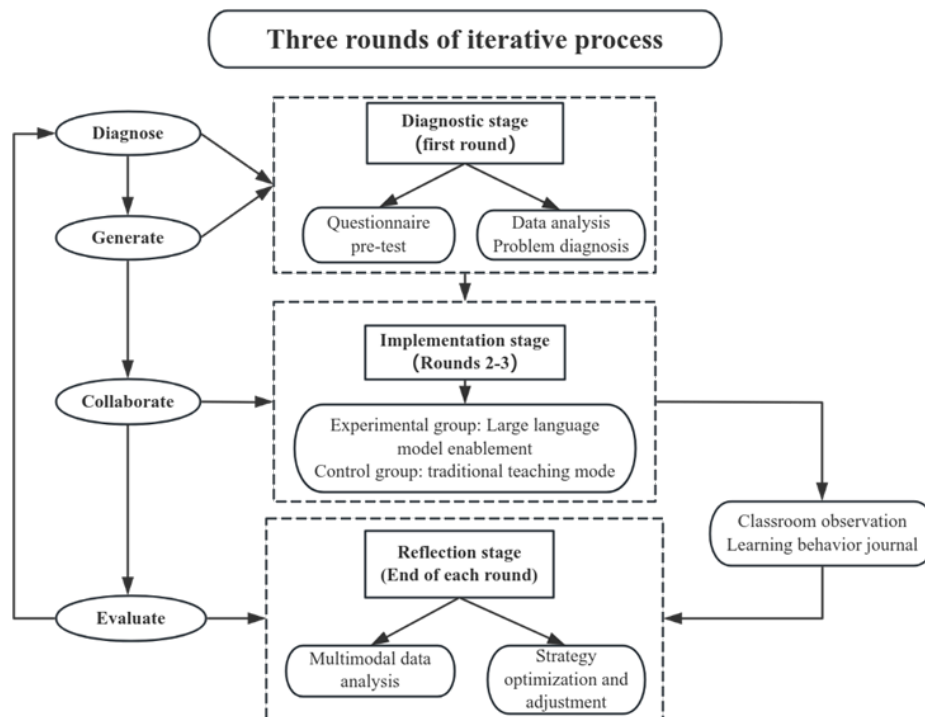 Three rounds of iterative process
Diagnose
Generate
Collaborate
Evaluate
Diagnostic stage
(first round)
Questionnaire
pre-test
Data analysis
Problem diagnosis
Implementation stage
(Rounds 2-3)
Experimental group: Large language
model enablement
Control group: traditional teaching mode
Classroom observation
Learning behavior journal
Reflection stage
(End of each round)
Multimodal data
analysis
Strategy
optimization and
adjustment